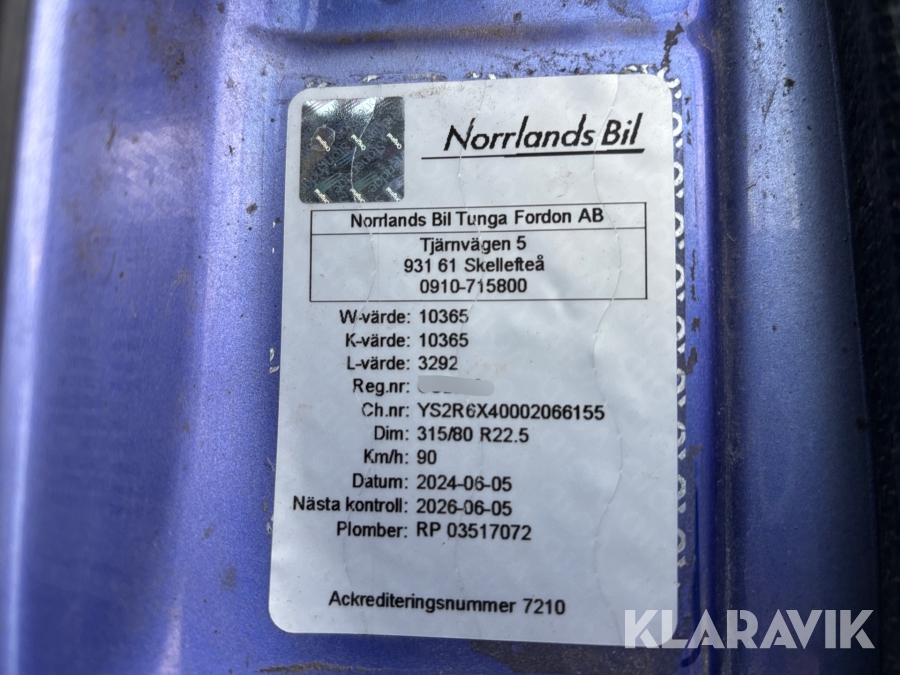 Norrlands Bil
Norrlands Bil Tunga Fordon AB
Tjärnvägen 5
931 61 Skellefteå
0910-715800
W-värde: 10365
K-värde: 10365
L-värde: 3292
Reg.nr:
Ch.nr: YS2R6X40002066155
Dim: 315/80 R22.5
Km/h: 90
Datum: 2024-06-05
Nästa kontroll: 2026-06-05
Plomber: RP 03517072
Ackrediteringsnummer 7210
KLARAVIK